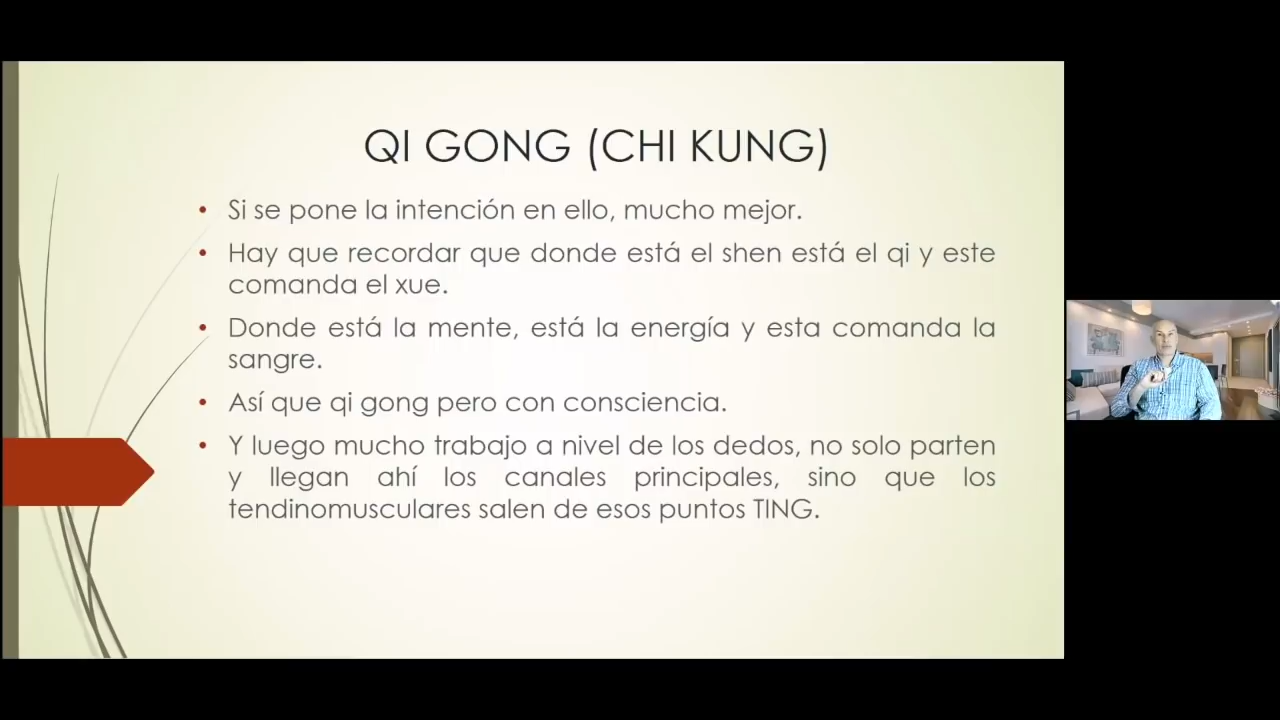 QI GONG (CHI KUNG)
• Si se pone la intención en ello, mucho mejor.
• Hay que recordar que donde está el shen está el qi y este
comanda el xue.
• Donde está la mente, está la energía y esta comanda la
sangre.
• Así que qi gong pero con consciencia.
• Y luego mucho trabajo a nivel de los dedos, no solo parten
y llegan ahí los canales principales, sino que los
tendinomusculares salen de esos puntos TING.